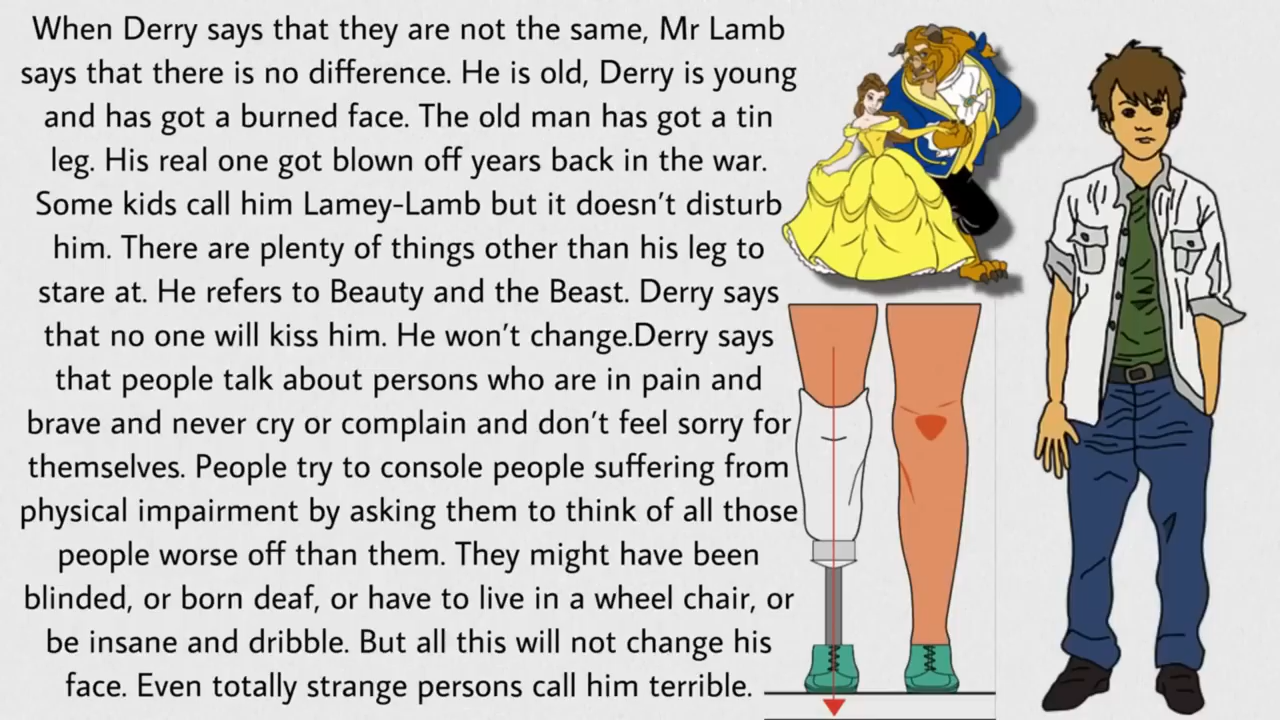 When Derry says that they are not the same, Mr Lamb
says that there is no difference. He is old, Derry is young
and has got a burned face. The old man has got a tin
leg. His real one got blown off years back in the war.
Some kids call him Lamey-Lamb but it doesn't disturb
him. There are plenty of things other than his leg to
stare at. He refers to Beauty and the Beast. Derry says
that no one will kiss him. He won't change.Derry says
that people talk about persons who are in pain and
brave and never cry or complain and don't feel sorry for
themselves. People try to console people suffering from
physical impairment by asking them to think of all those
people worse off than them. They might have been
blinded, or born deaf, or have to live in a wheel chair, or
be insane and dribble. But all this will not change his
face. Even totally strange persons call him terrible.